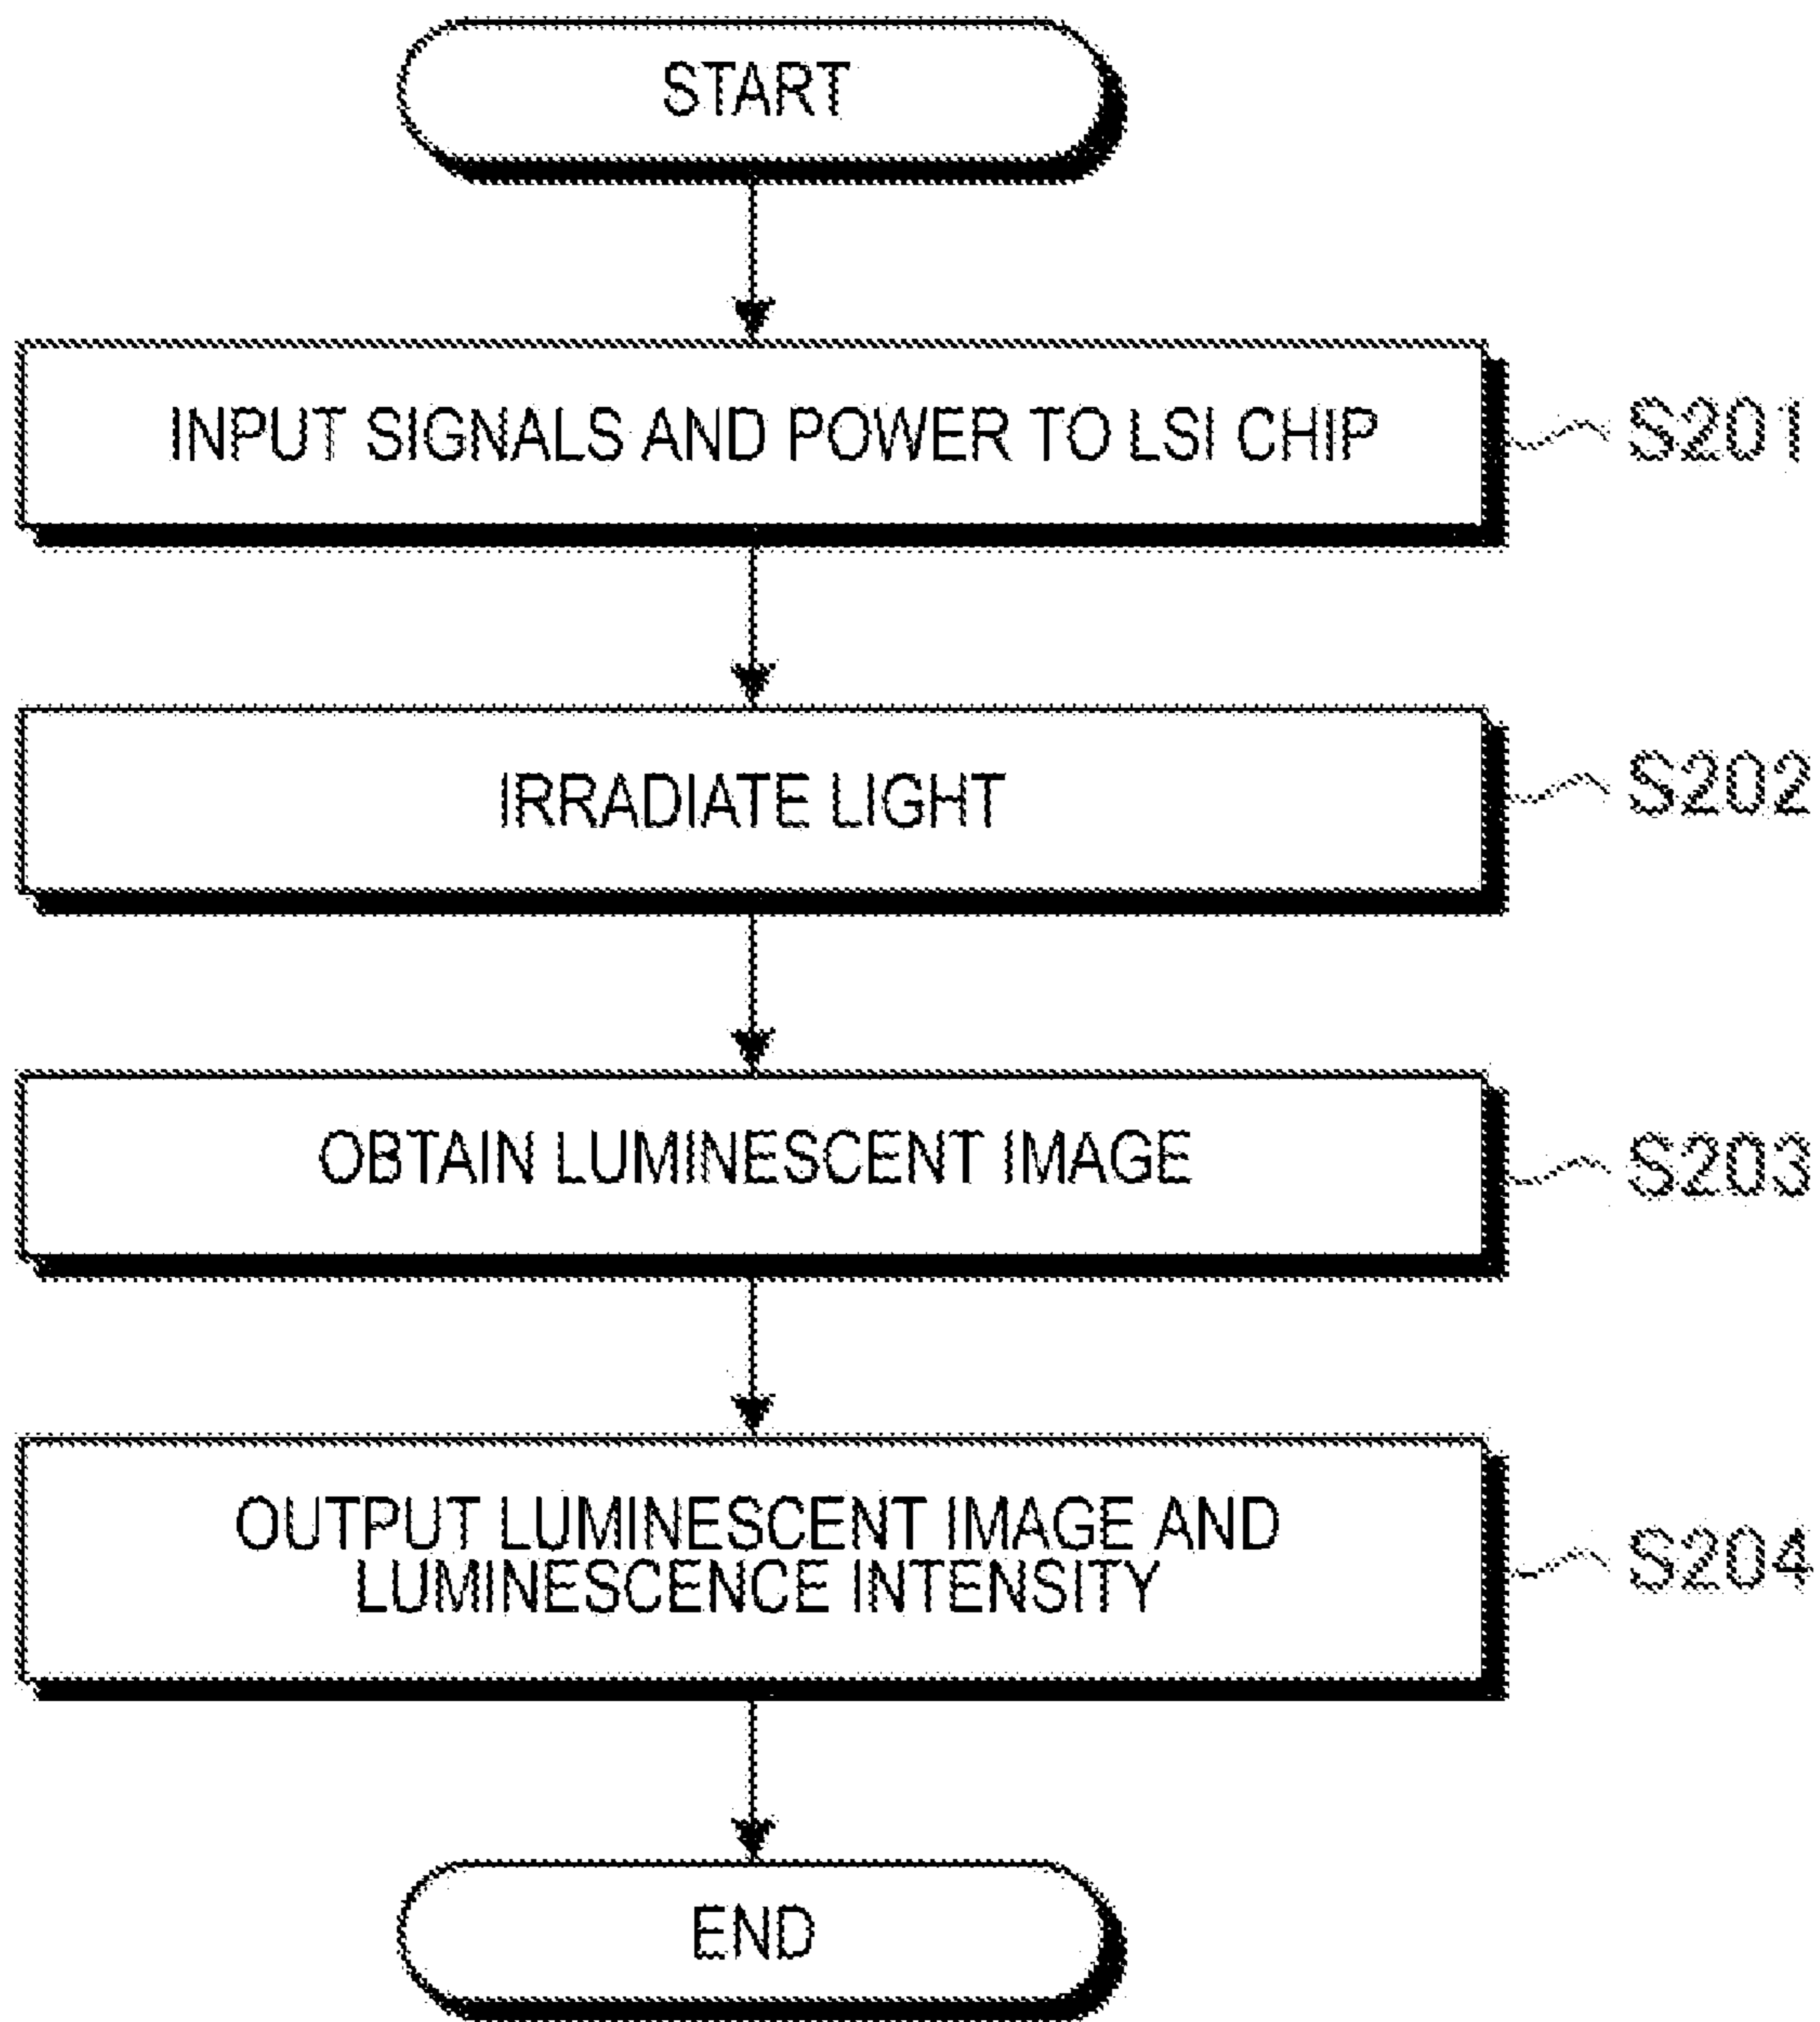 START
INPUT SIGNALS AND POWER TO LSI CHIP
S201
IRRADIATE LIGHT
S202
OBTAIN LUMINESCENT IMAGE
S203
OUTPUT LUMINESCENT IMAGE AND
LUMINESCENCE INTENSITY
S204
END